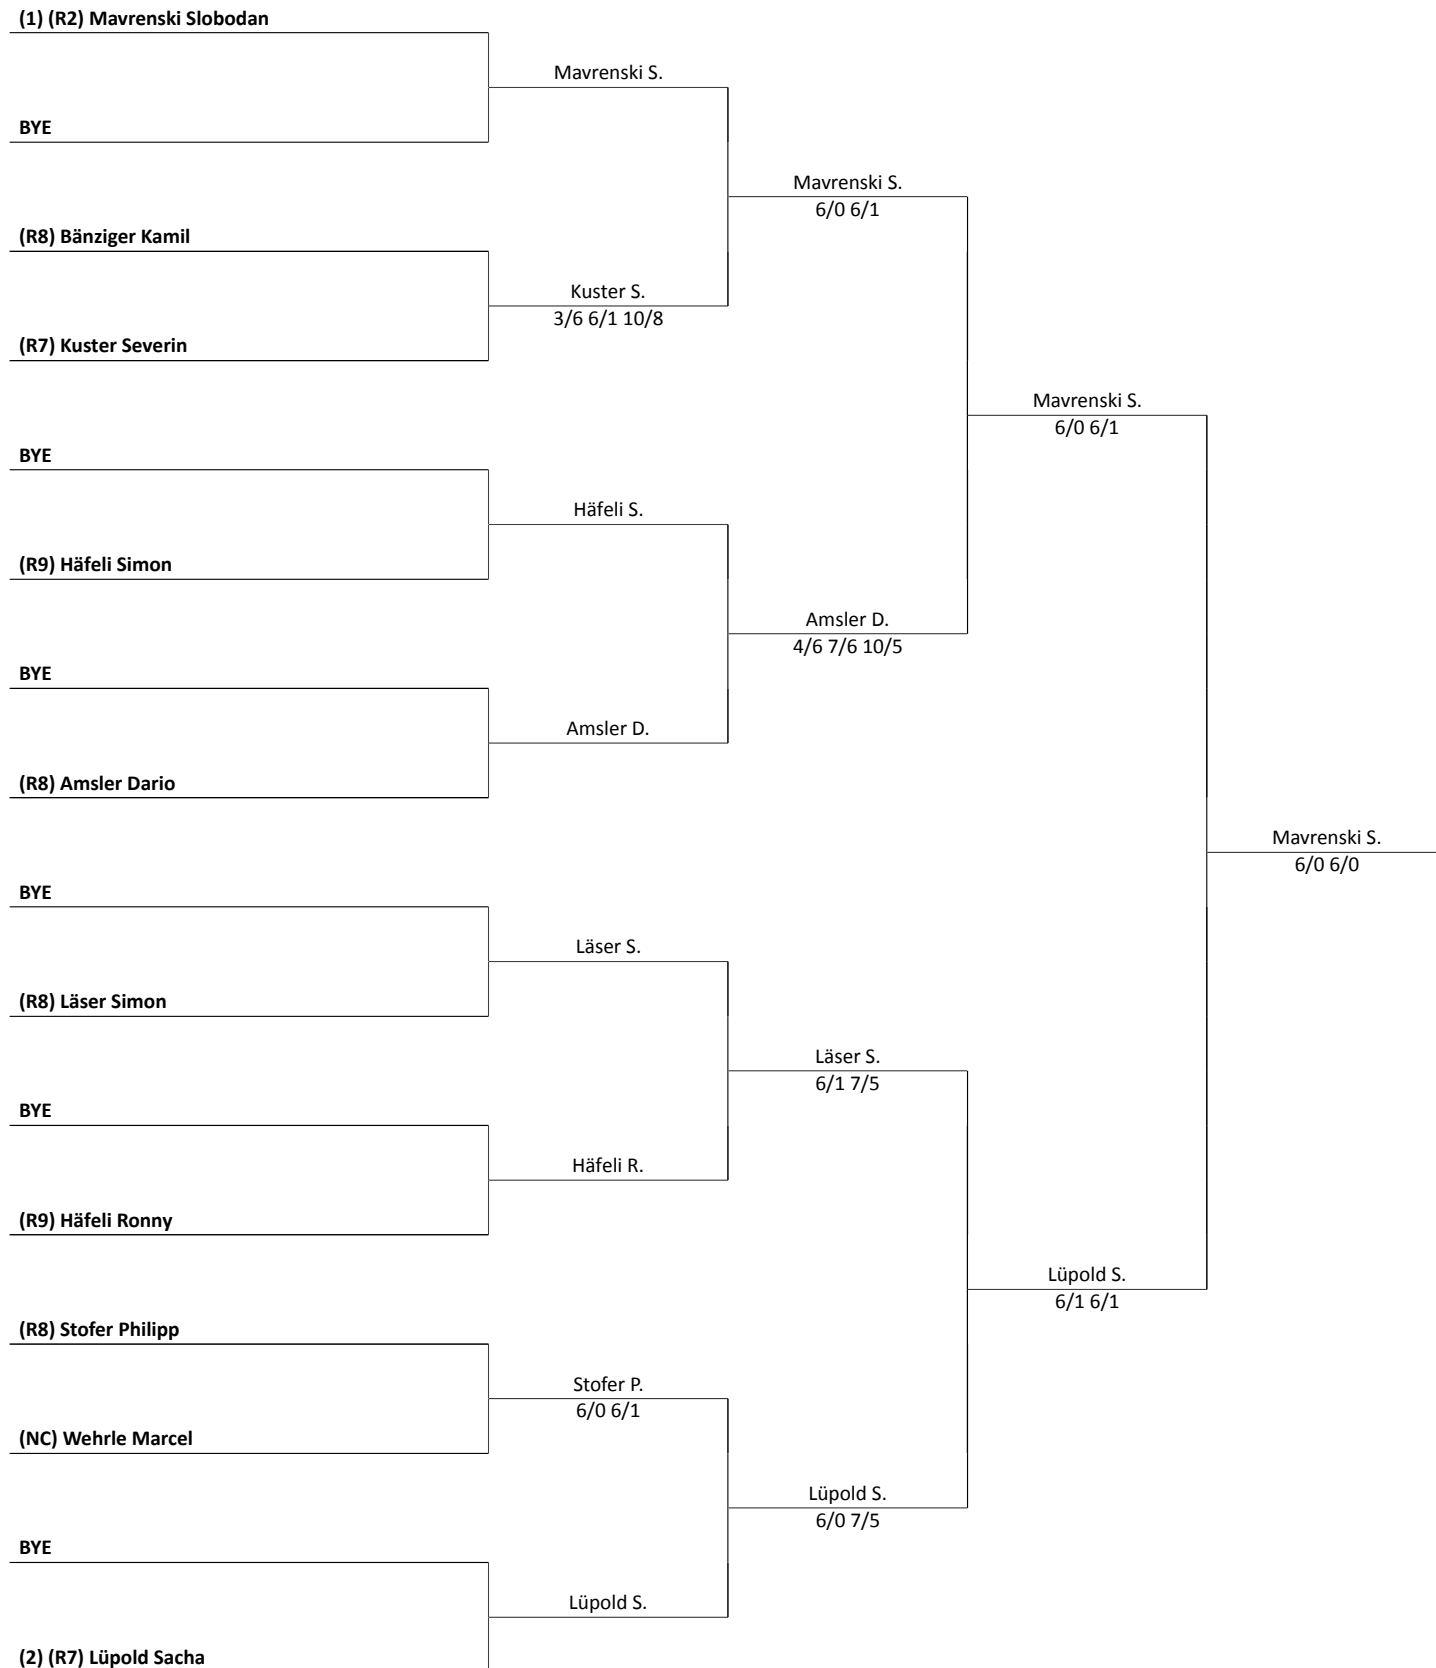 (1) (R2) Mavrenski Slobodan
Mavrenski S.
BYE
Mavrenski S.
6/0 6/1
(R8) Bänziger Kamil
Kuster S.
3/6 6/1 10/8
(R7) Kuster Severin
Mavrenski S.
6/0 6/1
BYE
Häfeli S.
(R9) Häfeli Simon
Amsler D.
4/6 7/6 10/5
BYE
Amsler D.
(R8) Amsler Dario
Mavrenski S.
6/0 6/0
BYE
Läser S.
(R8) Läser Simon
Läser S.
6/1 7/5
BYE
Häfeli R.
(R9) Häfeli Ronny
Lüpold S.
6/1 6/1
(R8) Stofer Philipp
Stofer P.
6/0 6/1
(NC) Wehrle Marcel
Lüpold S.
6/0 7/5
BYE
Lüpold S.
(2) (R7) Lüpold Sacha